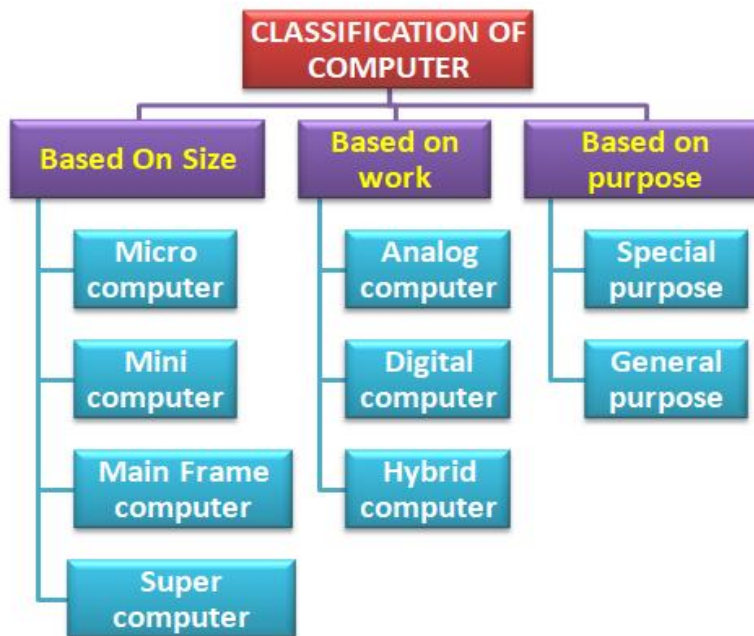 CLASSIFICATION OF
COMPUTER
Based On Size
Micro
computer
Mini
computer
Main Frame
computer
Super
computer
Based on
work
Analog
computer
Digital
computer
Hybrid
computer
Based on
purpose
Special
purpose
General
purpose